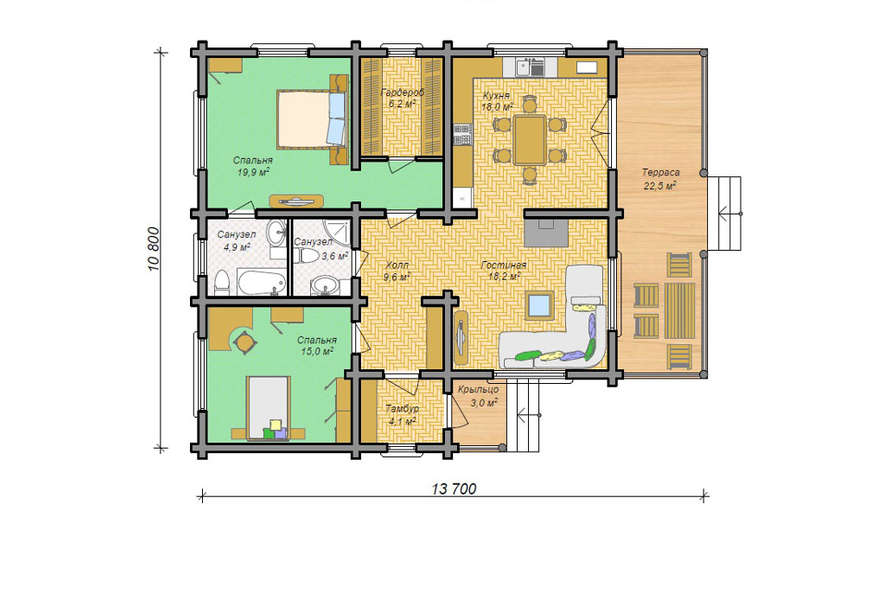 Гардероб
6,2 м²
Кухня
18,0 м²
Спальня
19,9 м²
Терраса
22,5 м²
Санузел
4,9 м²
Санузел
3,6 м²
Холл
9,6 м²
Гостиная
18,2 м²
10 800
Спальня
15,0 м²
Тамбур
4,1 м²
Крыльцо
3,0 м²
13 700